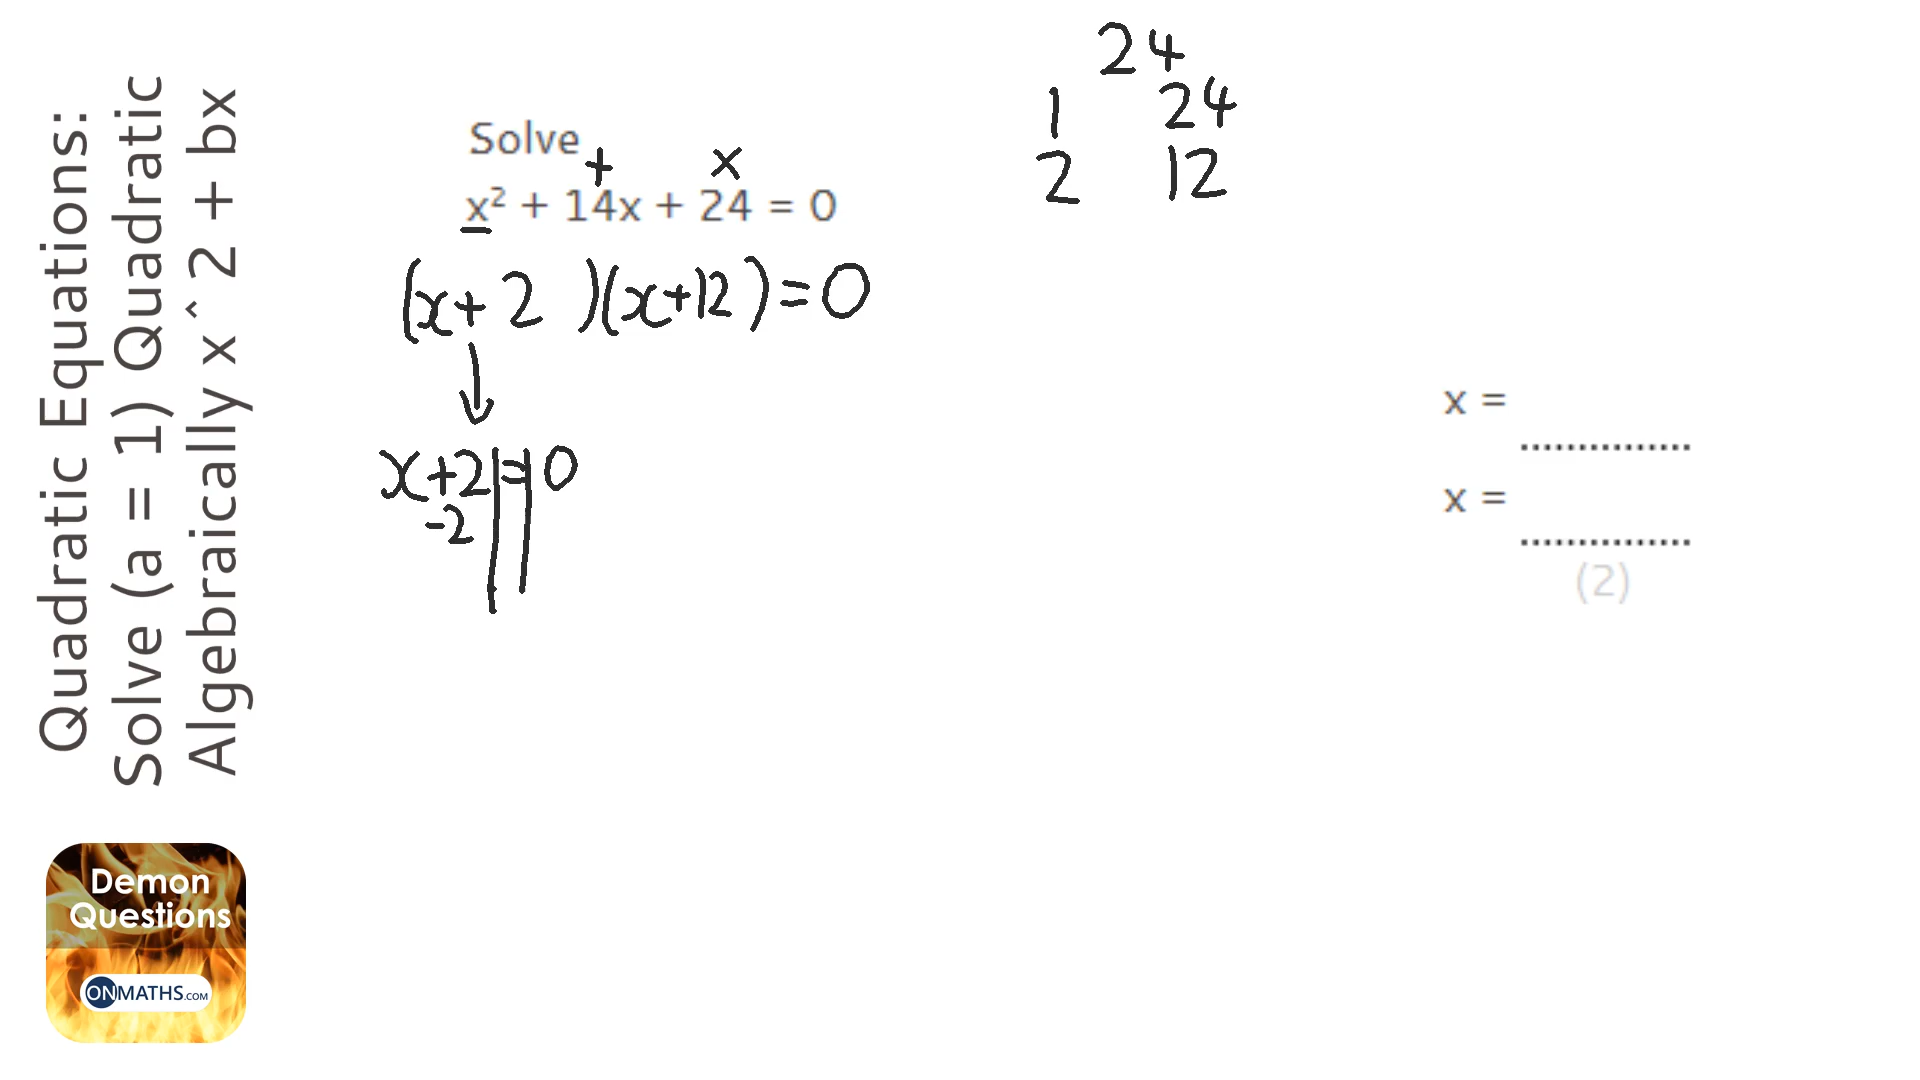 Quadratic Equations:
Solve (a = 1) Quadratic
Algebraically x^2 + bx
24
1 24
2 12
Solve
+ x
x² + 14x + 24 = 0
(x+ 2 )(x+12)=0
x+2=0
-2
x =
...............
x =
...............
(2)
Demon
Questions
ONMATHS.COM